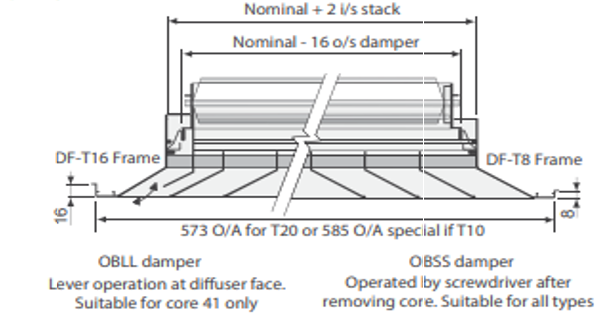 Nominal + 2 i/s stack
Nominal - 16 o/s damper
DF-T16 Frame
DF-T8 Frame
16
8
573 O/A for T20 or 585 O/A special if T10
OBLL damper
Lever operation at diffuser face.
Suitable for core 41 only
OBSS damper
Operated by screwdriver after
removing core. Suitable for all types